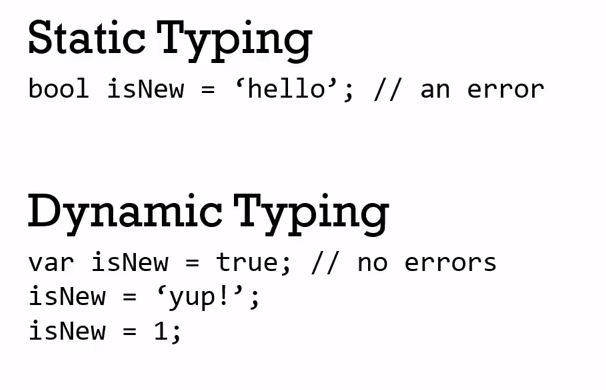 Static Typing
bool isNew = ‘hello’; // an error
Dynamic Typing
var isNew = true; // no errors
isNew = ‘yup!’;
isNew = 1;